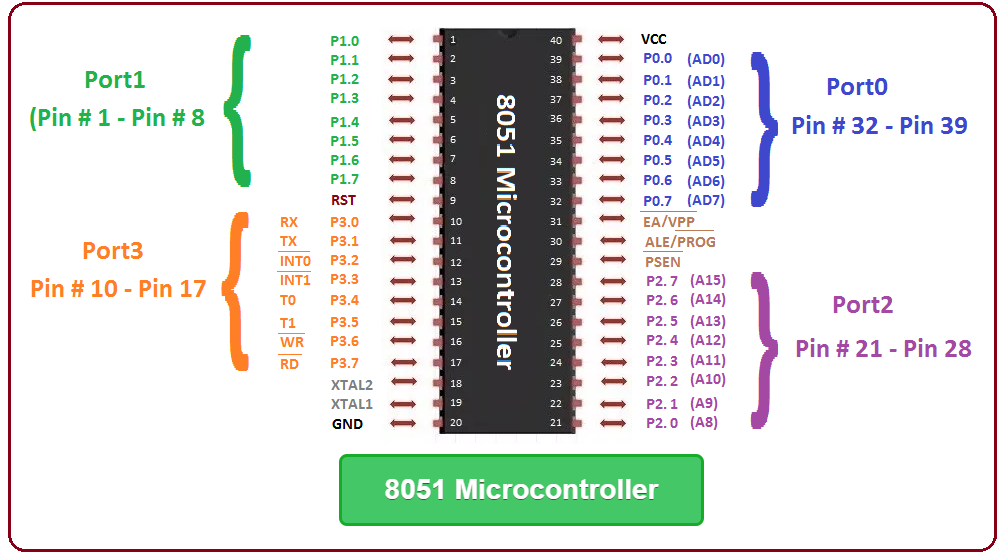 P1.0 1 40 VCC
P1.1 2 39 P0.0 (AD0)
Port1
P1.2 3 38 P0.1 (AD1)
Port0
P1.3 4 37 P0.2 (AD2)
(Pin # 1 - Pin # 8
P1.4 5 36 P0.3 (AD3)
Pin # 32 - Pin 39
P1.5 6 35 P0.4 (AD4)
P1.6 7 34 P0.5 (AD5)
P1.7 8 33 P0.6 (AD6)
RST 9 32 P0.7 (AD7)
RX P3.0 10 31 EA/VPP
TX P3.1 11 30 ALE/PROG
Port3
INT0 P3.2 12 29 PSEN
INT1 P3.3 13 28 P2.7 (A15)
Pin # 10 - Pin 17
T0 P3.4 14 27 P2.6 (A14)
Port2
T1 P3.5 15 26 P2.5 (A13)
WR P3.6 16 25 P2.4 (A12)
Pin # 21 - Pin 28
RD P3.7 17 24 P2.3 (A11)
XTAL2 18 23 P2.2 (A10)
XTAL1 19 22 P2.1 (A9)
GND 20 21 P2.0 (A8)
8051 Microcontroller
8051 Microcontroller